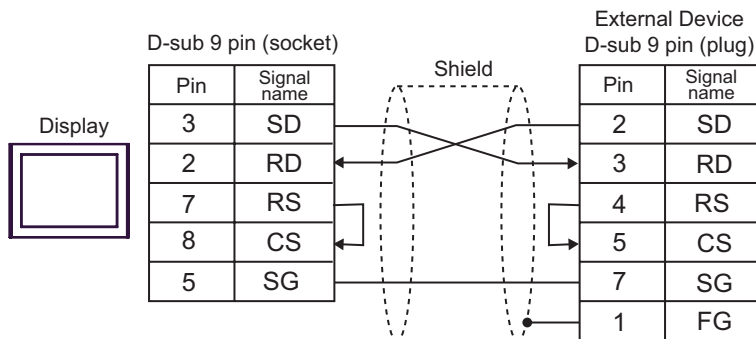 External Device
D-sub 9 pin (socket)
D-sub 9 pin (plug)
Shield
Pin Signal name
Pin Signal name
Display
3 SD
2 SD
2 RD
3 RD
7 RS
4 RS
8 CS
5 CS
5 SG
7 SG
1 FG